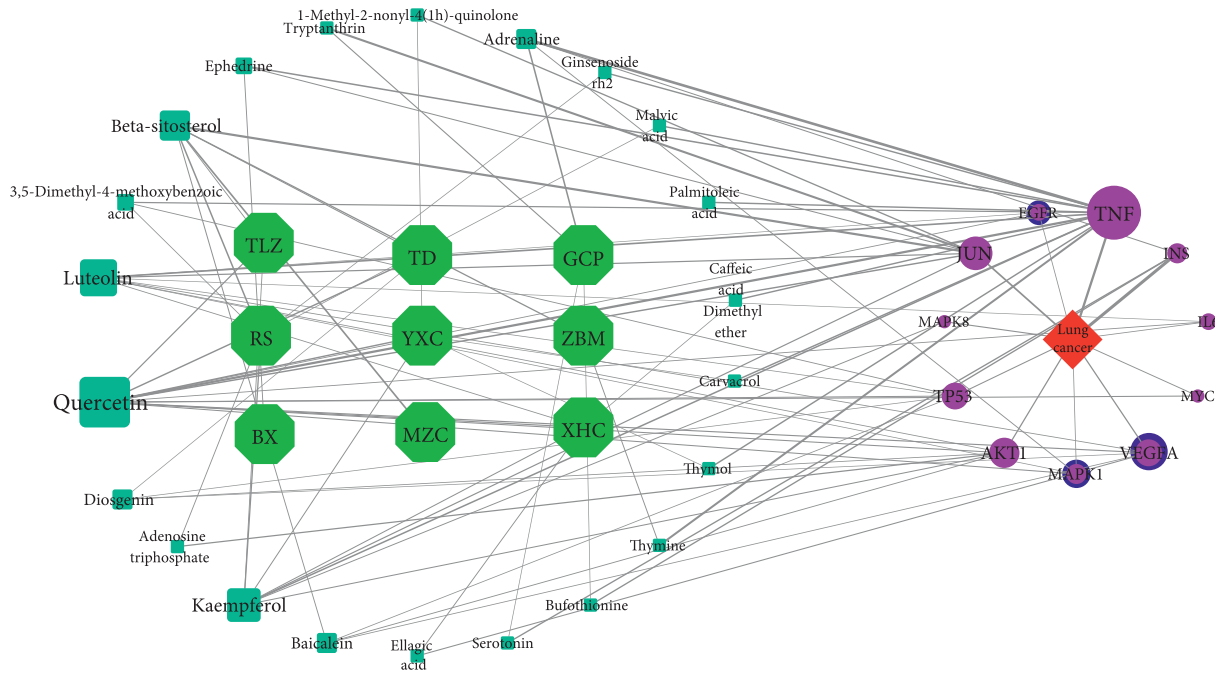 1-Methyl-2-nonyl-4(1h)-quinolone
Tryptanthrin
Adrenaline
Ginsenoside
rh2
Ephedrine
Malvic
acid
Beta-sitosterol
3,5-Dimethyl-4-methoxybenzoic
acid
Palmitoleic
acid
EGFR
TNF
TLZ
TD
GCP
JUN
INS
Luteolin
Caffeic
acid
Dimethyl
ether
RS
YXC
ZBM
MAPK8
Lung
cancer
Carvacrol
TP53
Quercetin
BX
MZC
XHC
AKT1
VEGFA
MAPK1
Thymol
Diosgenin
Adenosine
triphosphate
Thymine
Kaempferol
Bufothionine
Baicalein
Ellagic
acid
Serotonin